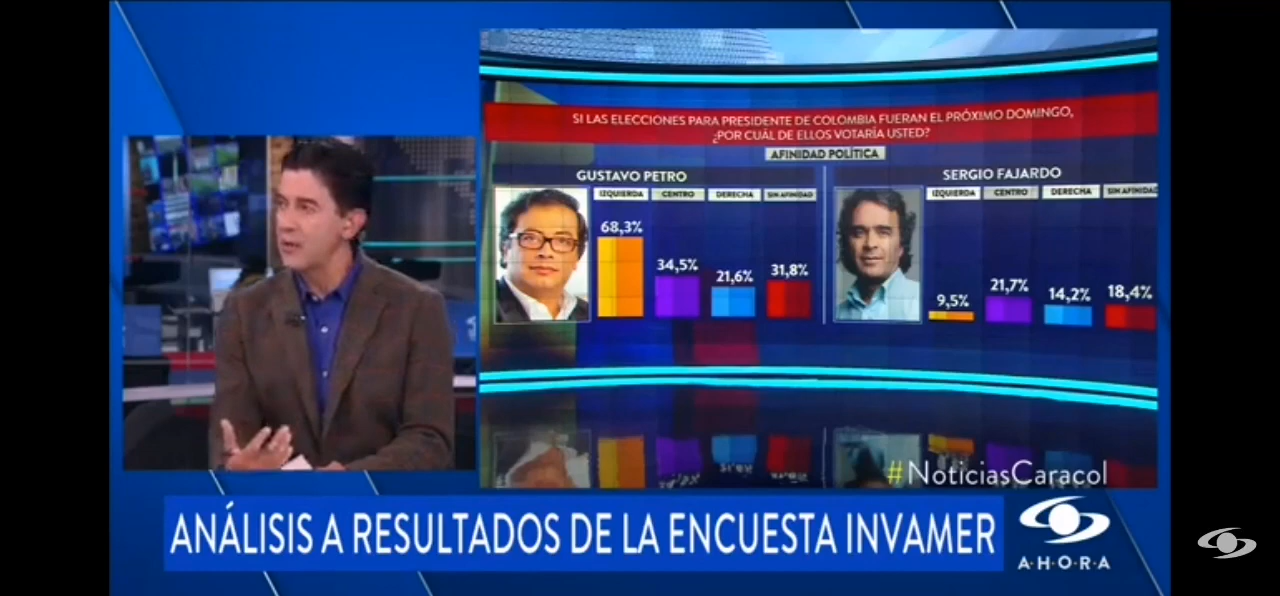 SI LAS ELECCIONES PARA PRESIDENTE DE COLOMBIA FUERAN EL PRÓXIMO DOMINGO,
¿POR CUÁL DE ELLOS VOTARÍA USTED?
AFINIDAD POLÍTICA
GUSTAVO PETRO
IZQUIERDA CENTRO DERECHA SIN AFINIDAD
68,3% 34,5% 21,6% 31,8%
SERGIO FAJARDO
IZQUIERDA CENTRO DERECHA SIN AFINIDAD
9,5% 21,7% 14,2% 18,4%
#NoticiasCaracol
ANÁLISIS A RESULTADOS DE LA ENCUESTA INVAMER
A·H·O·R·A